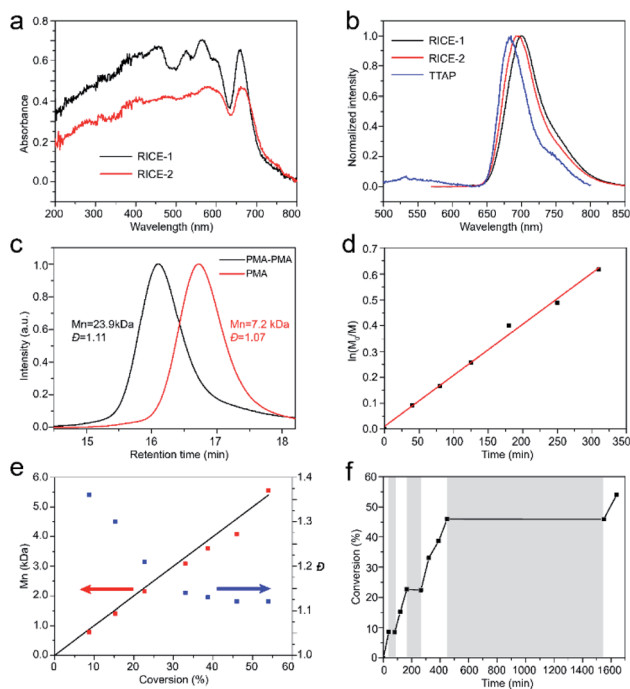 a
Absorbance
0.8
0.6
0.4
0.2
0.0
RICE-1
RICE-2
200 300 400 500 600 700 800
Wavelength (nm)
b
Normalized intensity
1.0
0.8
0.6
0.4
0.2
0.0
RICE-1
RICE-2
TTAP
500 550 600 650 700 750 800 850
Wavelength (nm)
c
Intensity (a.u.)
1.0
0.8
0.6
0.4
0.2
0.0
PMA-PMA
PMA
Mn=23.9kDa
Đ=1.11
Mn=7.2 kDa
Đ=1.07
15 16 17 18
Retention time (min)
d
ln(M0/M)
0.7
0.6
0.5
0.4
0.3
0.2
0.1
0.0
0 50 100 150 200 250 300 350
Time (min)
e
Mn (kDa)
6.0
5.0
4.0
3.0
2.0
1.0
0.0
1.4
1.3
1.2
1.1
1.0
Đ
0 10 20 30 40 50 60
Coversion (%)
f
Conversion (%)
60
50
40
30
20
10
0
0 200 400 600 800 1000 1200 1400 1600
Time (min)